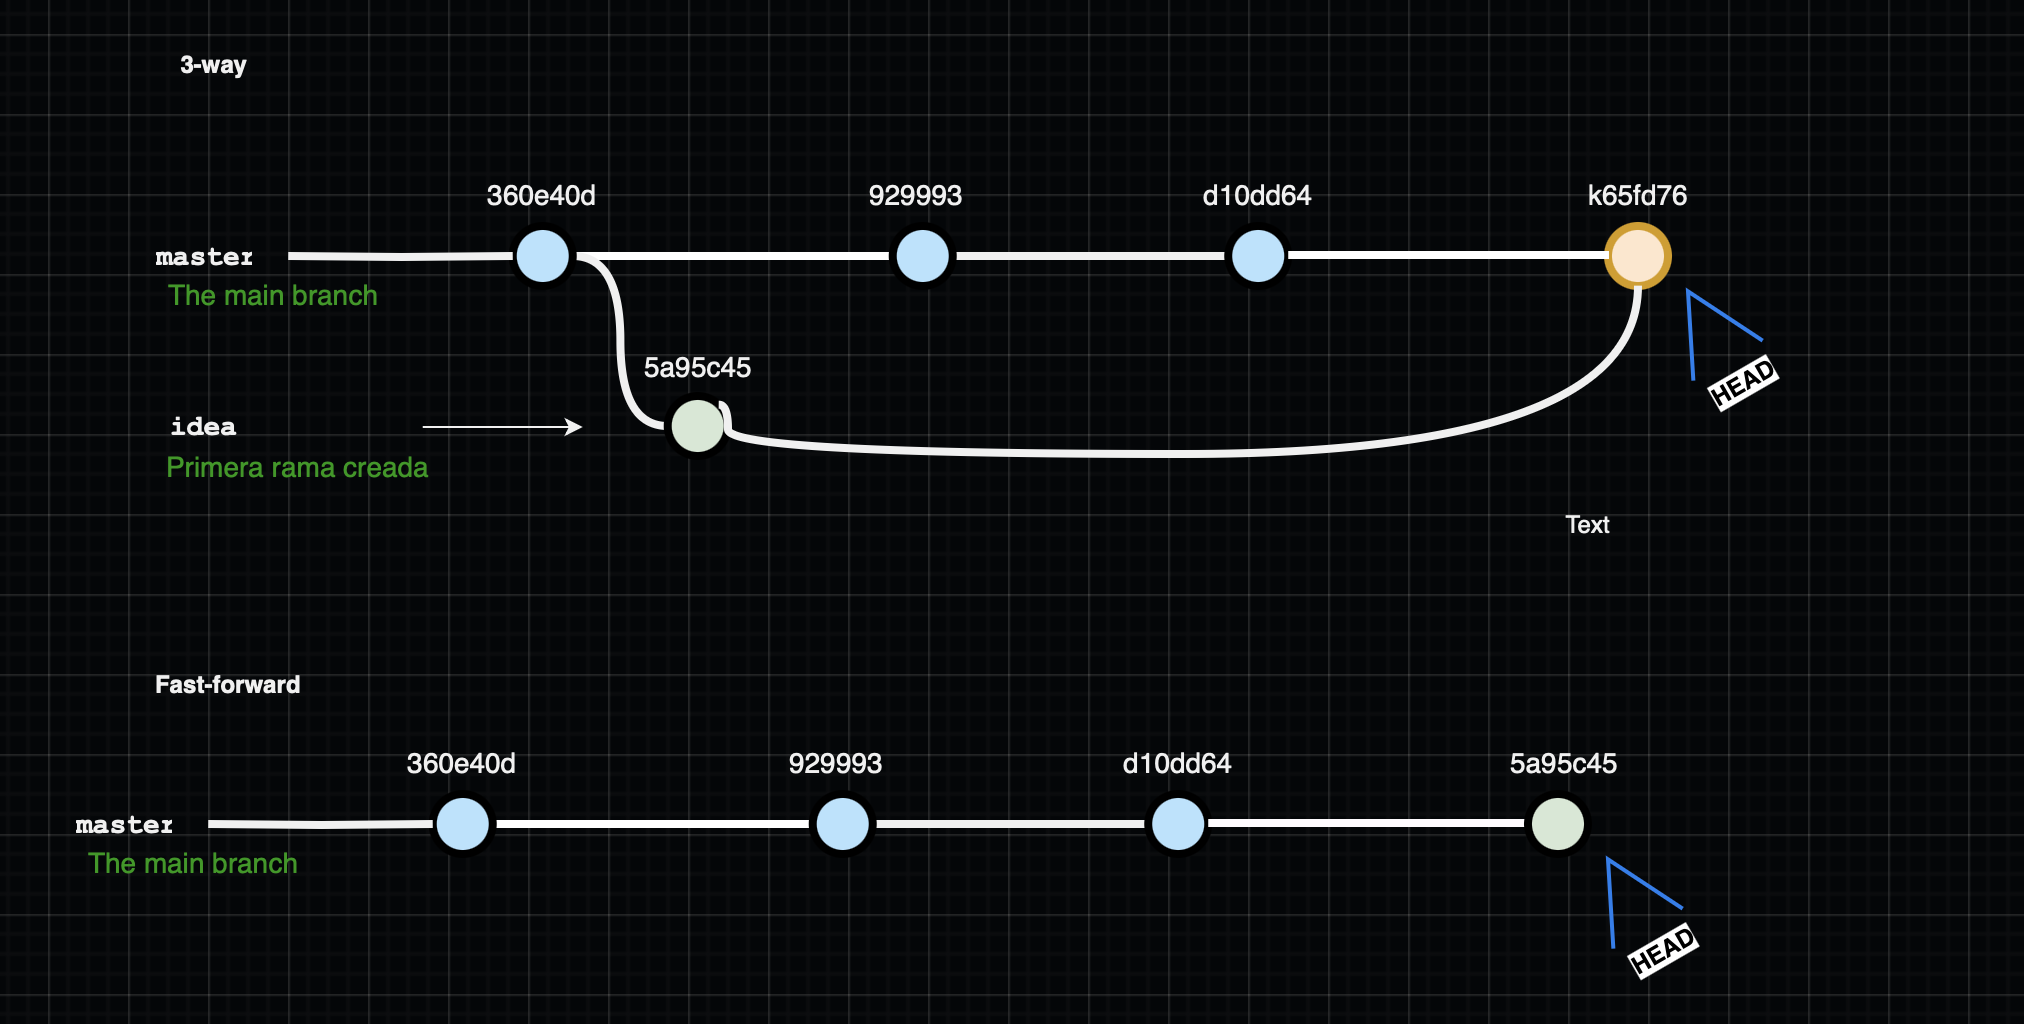 3-way
360e40d
929993
d10dd64
k65fd76
master
The main branch
5a95c45
HEAD
idea
Primera rama creada
Text
Fast-forward
360e40d
929993
d10dd64
5a95c45
master
The main branch
HEAD